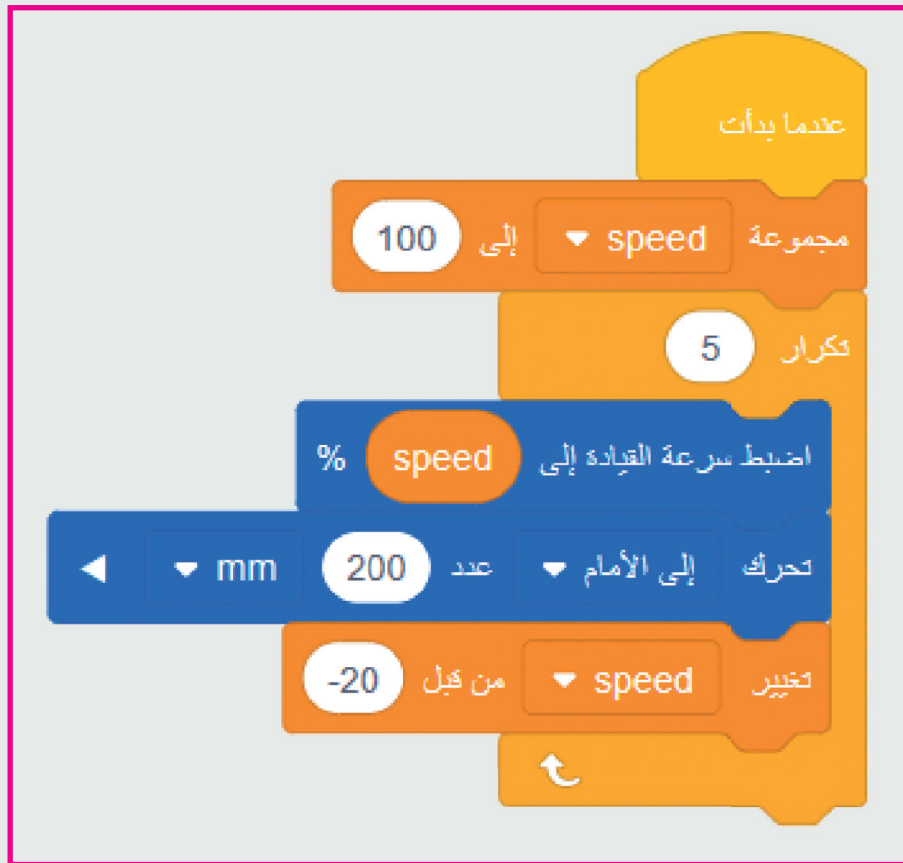 عندما بدأت
مجموعة speed إلى 100
تكرار 5
اضبط سرعة القيادة إلى speed %
تحرك إلى الأمام عدد 200 mm
تغيير speed من قبل -20